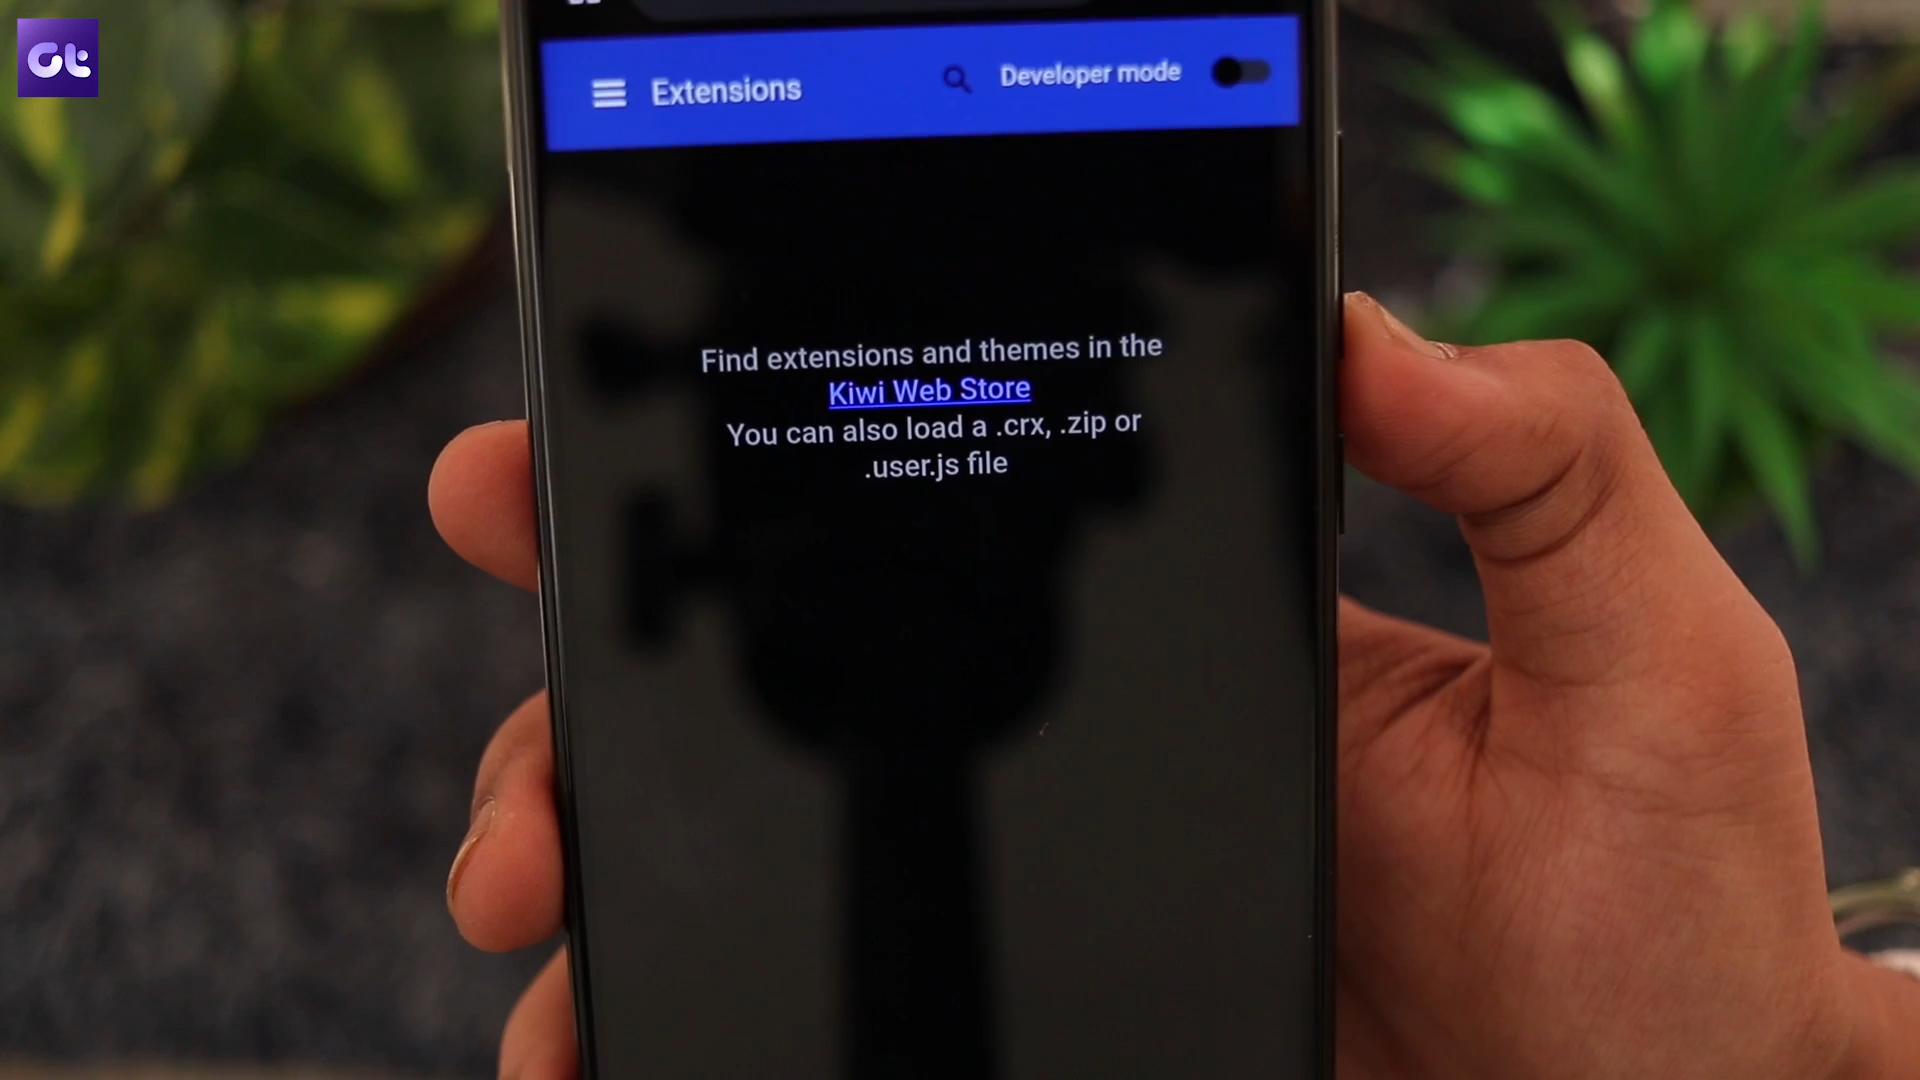 Gt
Extensions
Developer mode
Find extensions and themes in the
Kiwi Web Store
You can also load a .crx, .zip or
.user.js file